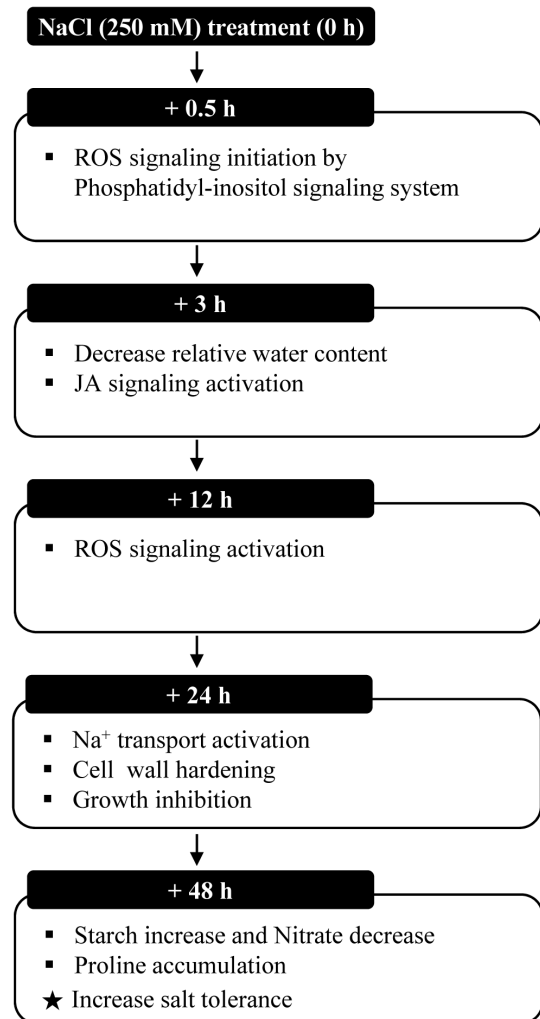 NaCl (250 mM) treatment (0 h)
+ 0.5 h
▪ ROS signaling initiation by
Phosphatidyl-inositol signaling system
+ 3 h
▪ Decrease relative water content
▪ JA signaling activation
+ 12 h
▪ ROS signaling activation
+ 24 h
▪ Na⁺ transport activation
▪ Cell wall hardening
▪ Growth inhibition
+ 48 h
▪ Starch increase and Nitrate decrease
▪ Proline accumulation
★ Increase salt tolerance